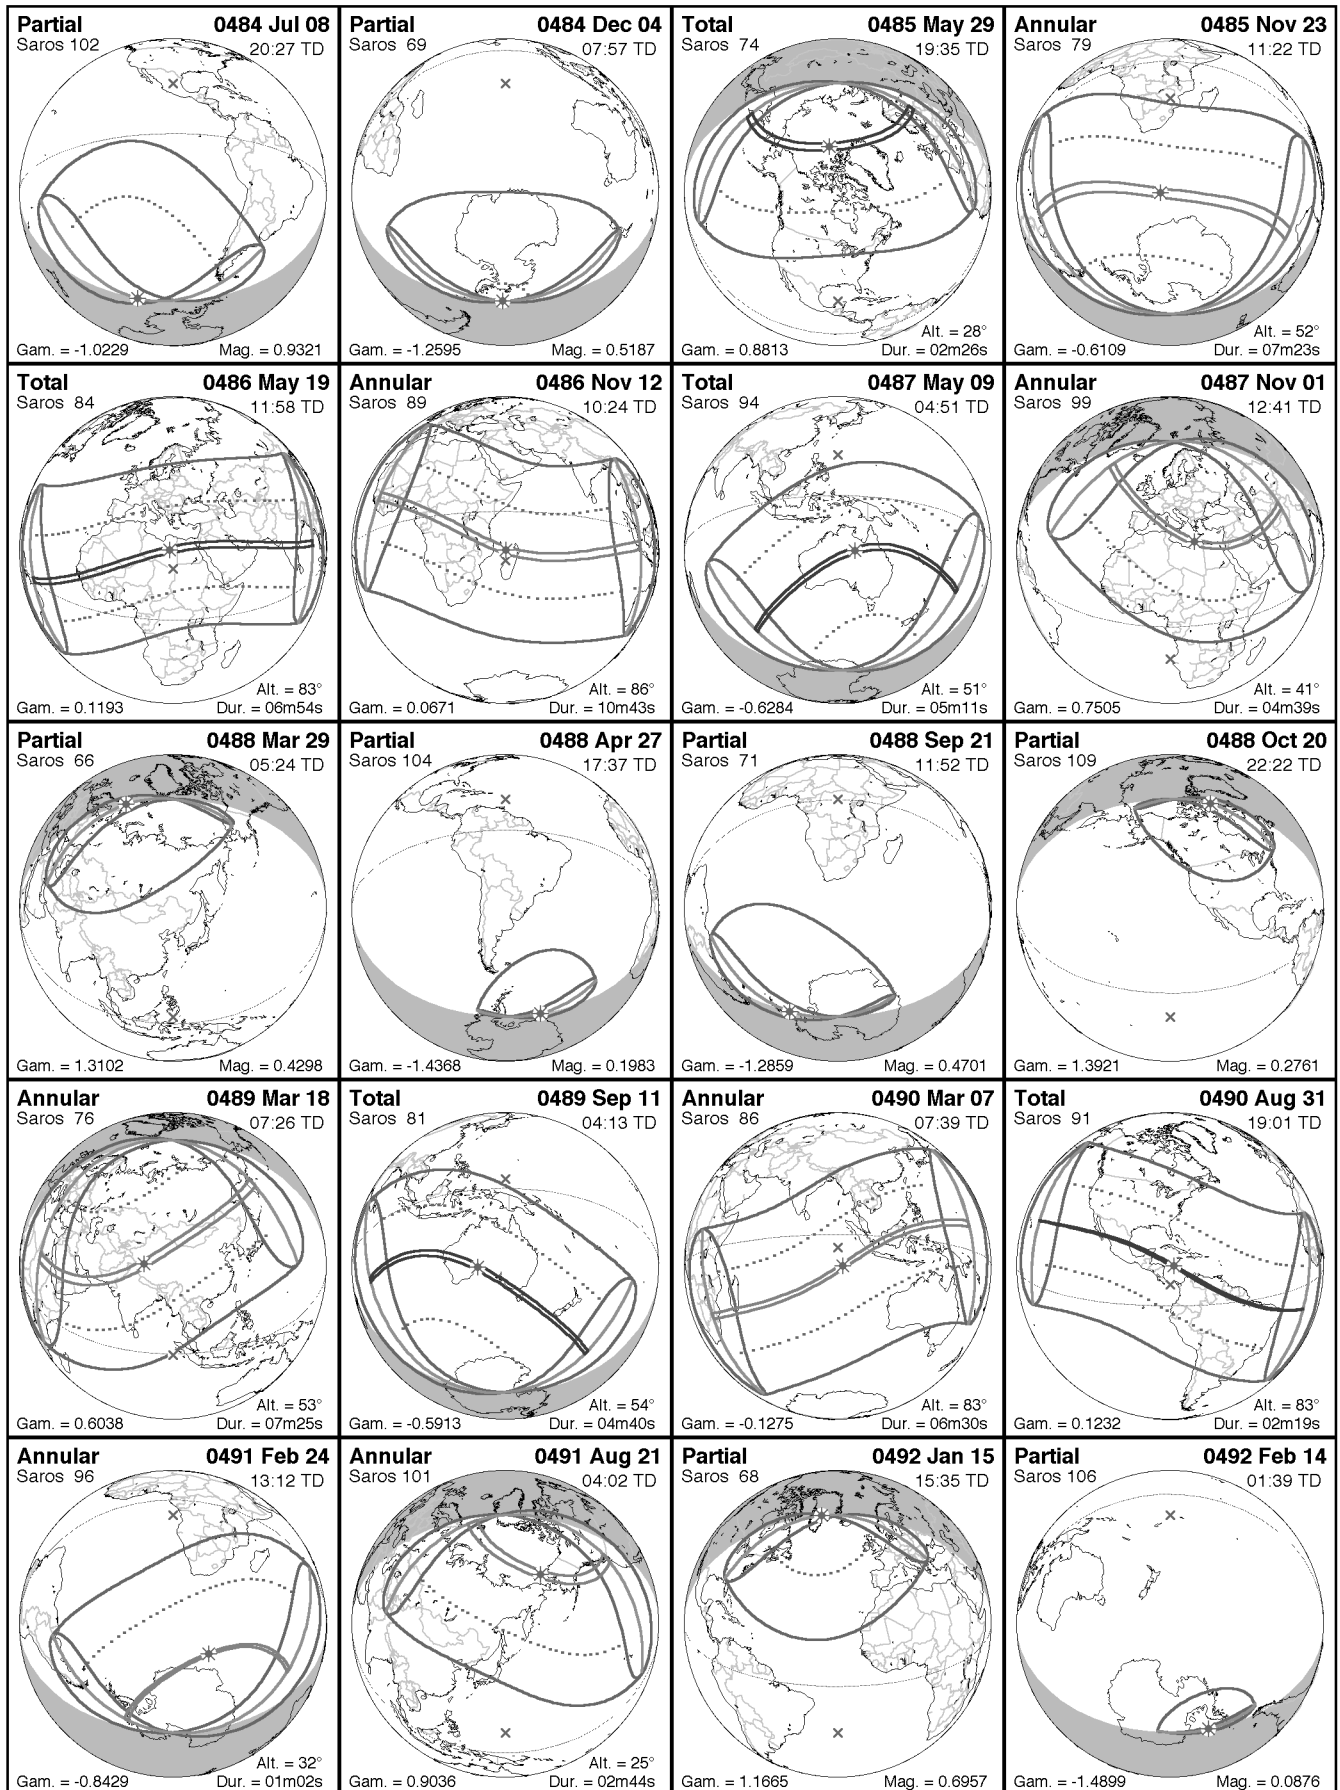 Partial 0484 Jul 08
Saros 102 20:27 TD
Gam. = -1.0229 Mag. = 0.9321
Partial 0484 Dec 04
Saros 69 07:57 TD
Gam. = -1.2595 Mag. = 0.5187
Total 0485 May 29
Saros 74 19:35 TD
Alt. = 28°
Gam. = 0.8813 Dur. = 02m26s
Annular 0485 Nov 23
Saros 79 11:22 TD
Alt. = 52°
Gam. = -0.6109 Dur. = 07m23s
Total 0486 May 19
Saros 84 11:58 TD
Alt. = 83°
Gam. = 0.1193 Dur. = 06m54s
Annular 0486 Nov 12
Saros 89 10:24 TD
Alt. = 86°
Gam. = 0.0671 Dur. = 10m43s
Total 0487 May 09
Saros 94 04:51 TD
Alt. = 51°
Gam. = -0.6284 Dur. = 05m11s
Annular 0487 Nov 01
Saros 99 12:41 TD
Alt. = 41°
Gam. = 0.7505 Dur. = 04m39s
Partial 0488 Mar 29
Saros 66 05:24 TD
Gam. = 1.3102 Mag. = 0.4298
Partial 0488 Apr 27
Saros 104 17:37 TD
Gam. = -1.4368 Mag. = 0.1983
Partial 0488 Sep 21
Saros 71 11:52 TD
Gam. = -1.2859 Mag. = 0.4701
Partial 0488 Oct 20
Saros 109 22:22 TD
Gam. = 1.3921 Mag. = 0.2761
Annular 0489 Mar 18
Saros 76 07:26 TD
Alt. = 53°
Gam. = 0.6038 Dur. = 07m25s
Total 0489 Sep 11
Saros 81 04:13 TD
Alt. = 54°
Gam. = -0.5913 Dur. = 04m40s
Annular 0490 Mar 07
Saros 86 07:39 TD
Alt. = 83°
Gam. = -0.1275 Dur. = 06m30s
Total 0490 Aug 31
Saros 91 19:01 TD
Alt. = 83°
Gam. = 0.1232 Dur. = 02m19s
Annular 0491 Feb 24
Saros 96 13:12 TD
Alt. = 32°
Gam. = -0.8429 Dur. = 01m02s
Annular 0491 Aug 21
Saros 101 04:02 TD
Alt. = 25°
Gam. = 0.9036 Dur. = 02m44s
Partial 0492 Jan 15
Saros 68 15:35 TD
Gam. = 1.1665 Mag. = 0.6957
Partial 0492 Feb 14
Saros 106 01:39 TD
Gam. = -1.4899 Mag. = 0.0876